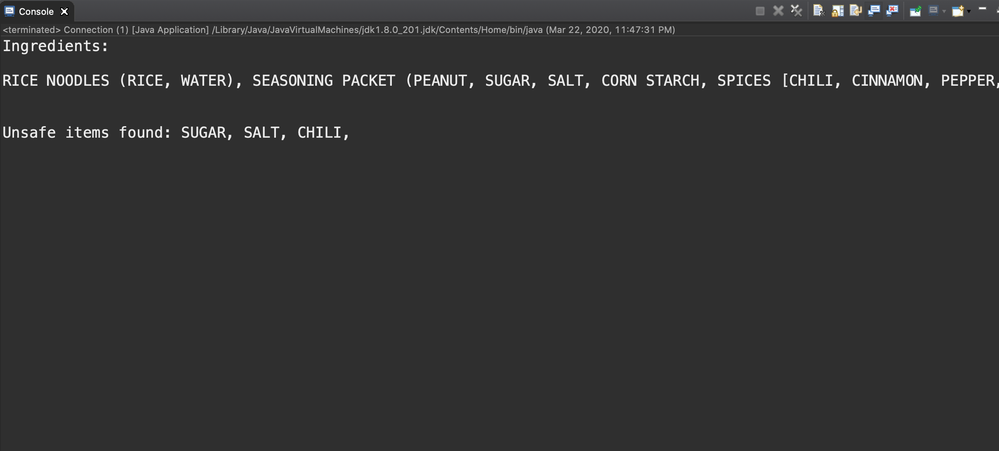 Console
<terminated> Connection (1) [Java Application] /Library/Java/JavaVirtualMachines/jdk1.8.0_201.jdk/Contents/Home/bin/java (Mar 22, 2020, 11:47:31 PM)
Ingredients:
RICE NOODLES (RICE, WATER), SEASONING PACKET (PEANUT, SUGAR, SALT, CORN STARCH, SPICES [CHILI, CINNAMON, PEPPER,
Unsafe items found: SUGAR, SALT, CHILI,